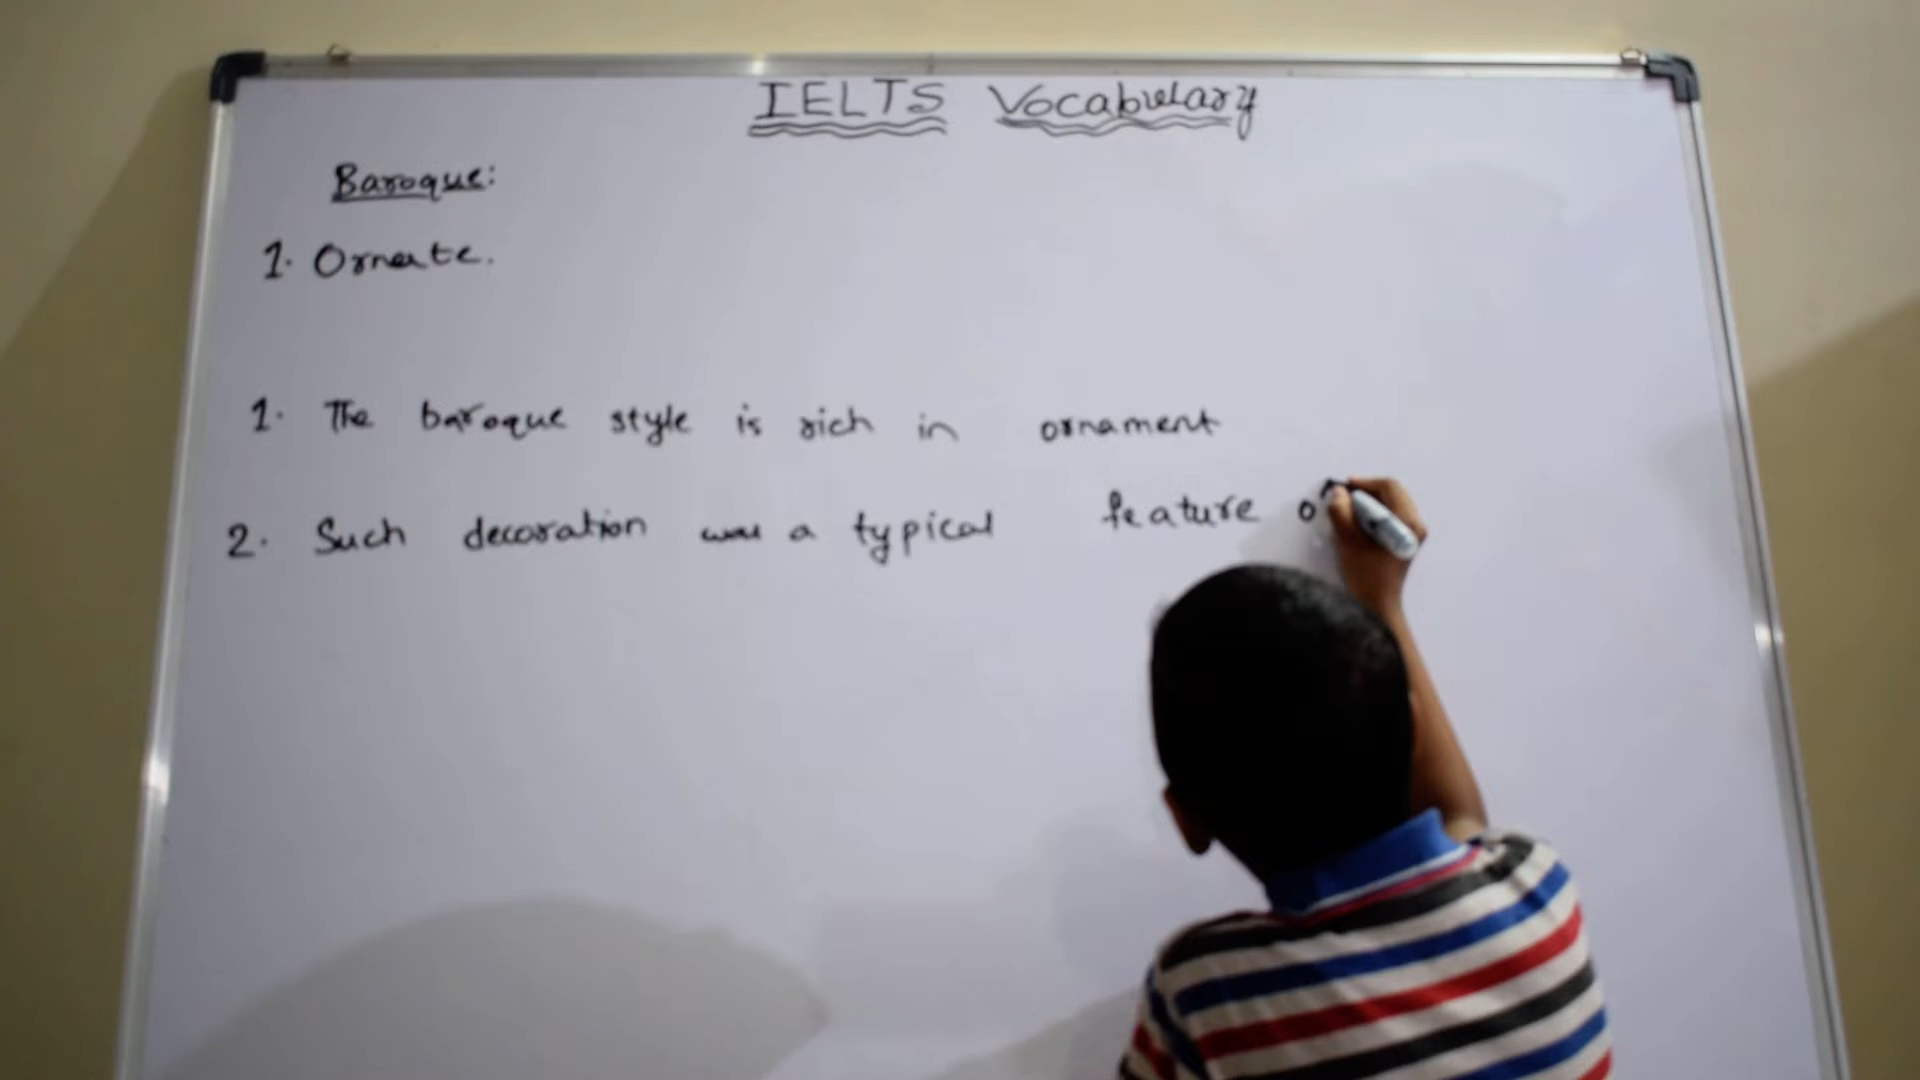 IELTS Vocabulary
Baroque:
1. Ornate.
1. The baroque style is rich in ornament
2. Such decoration was a typical feature o